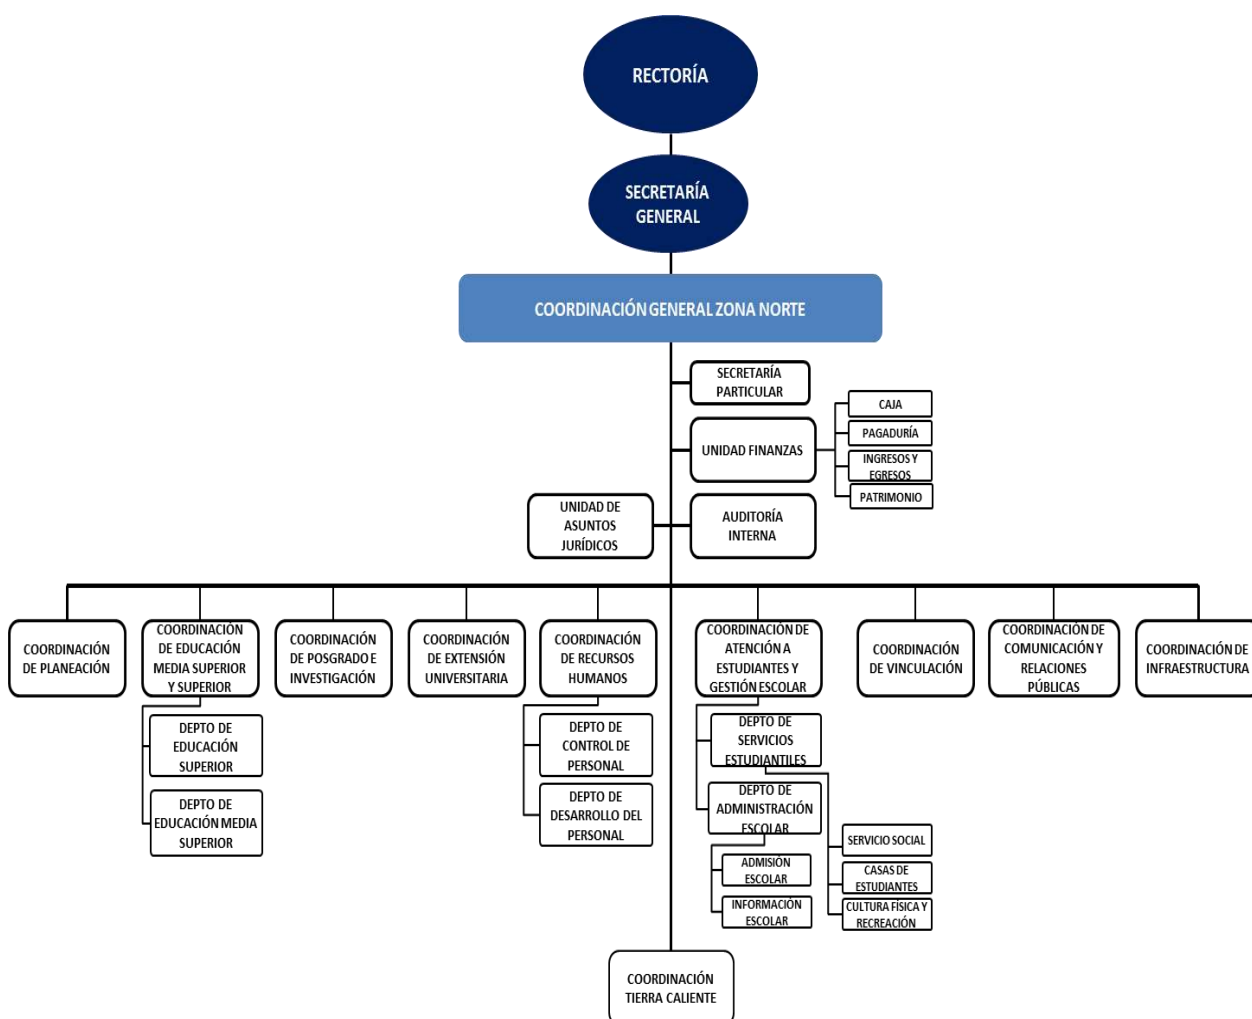 RECTORÍA
SECRETARÍA
GENERAL
COORDINACIÓN GENERAL ZONA NORTE
SECRETARÍA
PARTICULAR
UNIDAD FINANZAS
CAJA
PAGADURÍA
INGRESOS Y
EGRESOS
PATRIMONIO
UNIDAD DE
ASUNTOS
JURÍDICOS
AUDITORÍA
INTERNA
COORDINACIÓN
DE PLANEACIÓN
COORDINACIÓN
DE EDUCACIÓN
MEDIA SUPERIOR
Y SUPERIOR
COORDINACIÓN
DE POSGRADO E
INVESTIGACIÓN
COORDINACIÓN
DE EXTENSIÓN
UNIVERSITARIA
COORDINACIÓN
DE RECURSOS
HUMANOS
COORDINACIÓN DE
ATENCIÓN A
ESTUDIANTES Y
GESTIÓN ESCOLAR
COORDINACIÓN
DE VINCULACIÓN
COORDINACIÓN DE
COMUNICACIÓN Y
RELACIONES
PÚBLICAS
COORDINACIÓN DE
INFRAESTRUCTURA
DEPTO DE
EDUCACIÓN
SUPERIOR
DEPTO DE
EDUCACIÓN MEDIA
SUPERIOR
DEPTO DE
CONTROL DE
PERSONAL
DEPTO DE
DESARROLLO DEL
PERSONAL
DEPTO DE
SERVICIOS
ESTUDIANTILES
DEPTO DE
ADMINISTRACIÓN
ESCOLAR
ADMISIÓN
ESCOLAR
INFORMACIÓN
ESCOLAR
SERVICIO SOCIAL
CASAS DE
ESTUDIANTES
CULTURA FÍSICA Y
RECREACIÓN
COORDINACIÓN
TIERRA CALIENTE